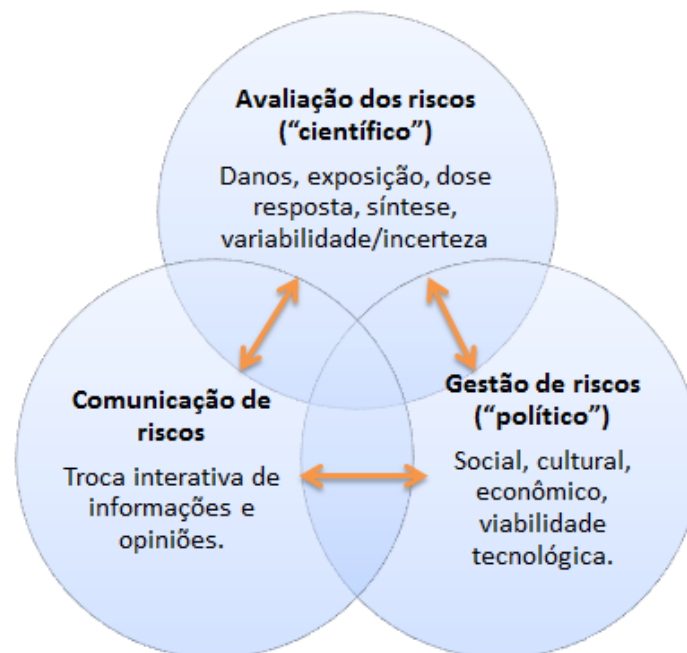 Avaliação dos riscos
(“científico”)
Danos, exposição, dose
resposta, síntese,
variabilidade/incerteza
Comunicação de
riscos
Troca interativa de
informações e
opiniões.
Gestão de riscos
(“político”)
Social, cultural,
econômico,
viabilidade
tecnológica.